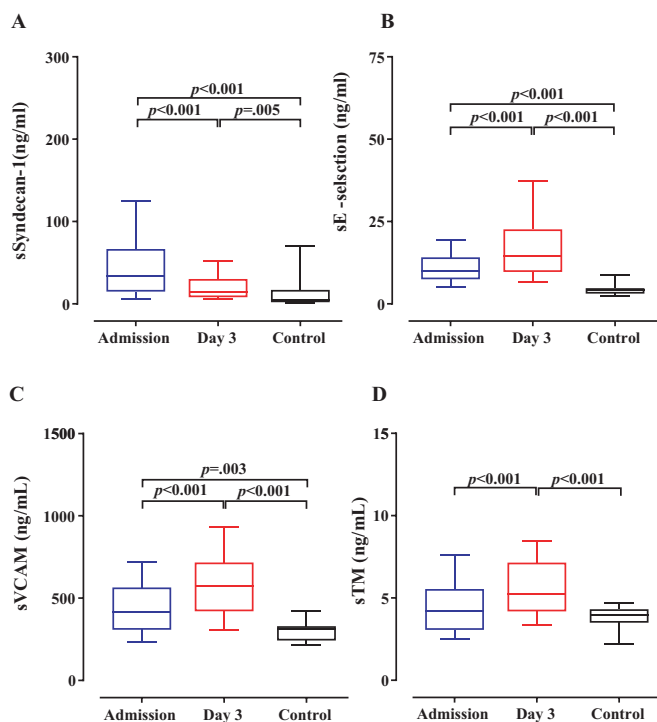 A
sSyndecan-1(ng/ml)
300
200
100
0
p<0.001
p<0.001
p=.005
Admission
Day 3
Control
B
sE -selsction (ng/ml)
75
50
25
0
p<0.001
p<0.001
p<0.001
Admission
Day 3
Control
C
sVCAM (ng/mL)
1500
1000
500
0
p=.003
p<0.001
p<0.001
Admission
Day 3
Control
D
sTM (ng/mL)
15
10
5
0
p<0.001
p<0.001
Admission
Day 3
Control